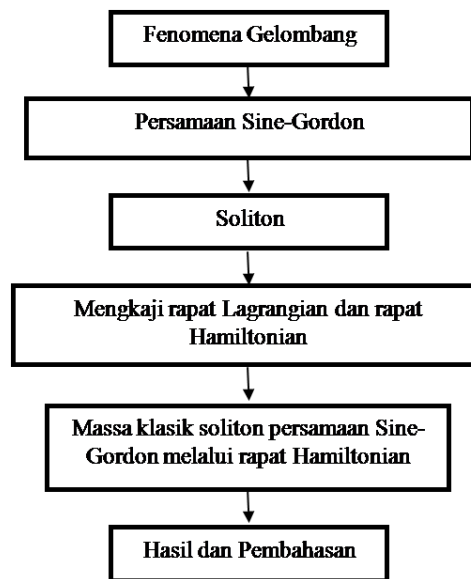 Fenomena Gelombang
Persamaan Sine-Gordon
Soliton
Mengkaji rapat Lagrangian dan rapat
Hamiltonian
Massa klasik soliton persamaan Sine-
Gordon melalui rapat Hamiltonian
Hasil dan Pembahasan